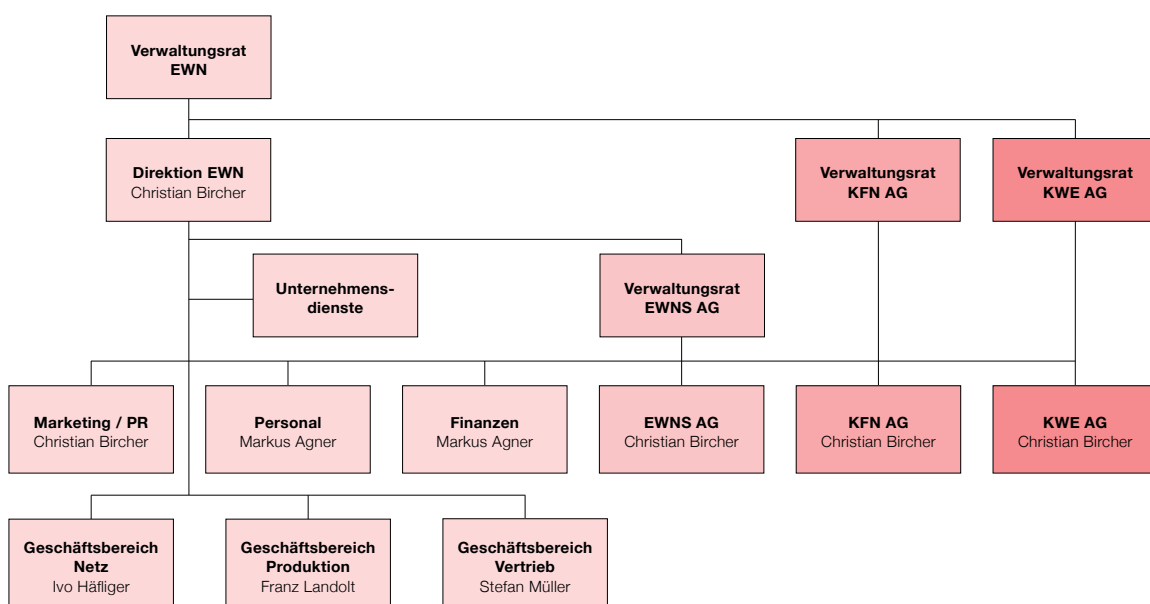 Verwaltungsrat
EWN
Direktion EWN
Christian Bircher
Verwaltungsrat
KFN AG
Verwaltungsrat
KWE AG
Unternehmens-
dienste
Verwaltungsrat
EWNS AG
Marketing / PR
Christian Bircher
Personal
Markus Agner
Finanzen
Markus Agner
EWNS AG
Christian Bircher
KFN AG
Christian Bircher
KWE AG
Christian Bircher
Geschäftsbereich
Netz
Ivo Häfliger
Geschäftsbereich
Produktion
Franz Landolt
Geschäftsbereich
Vertrieb
Stefan Müller